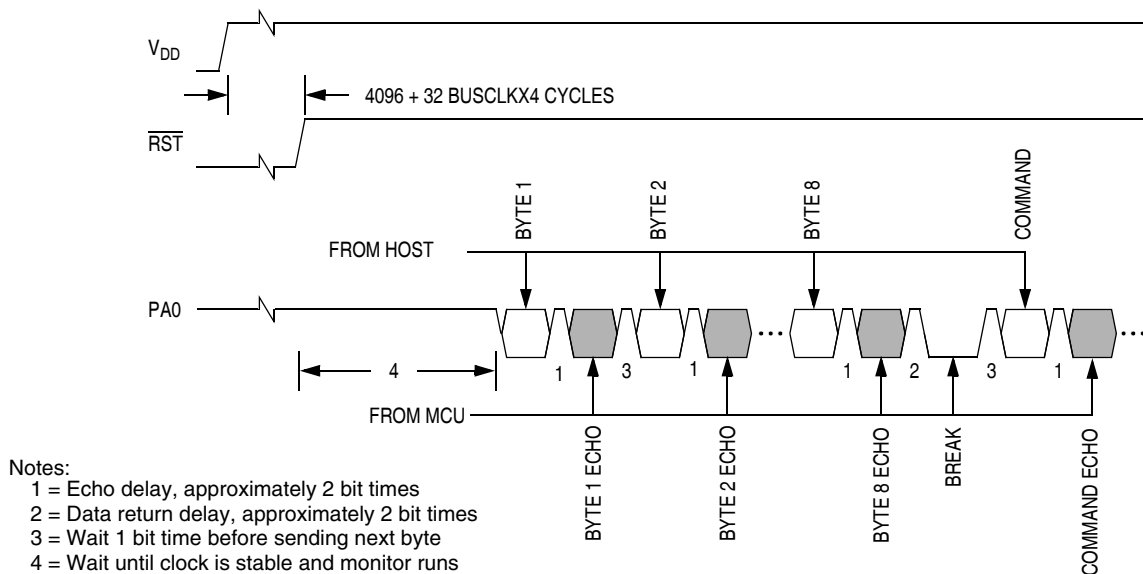 VDD
4096 + 32 BUSCLKX4 CYCLES
RST
BYTE 1
BYTE 2
BYTE 8
COMMAND
FROM HOST
PA0
4
1
3
1
1
2
3
1
FROM MCU
BYTE 1 ECHO
BYTE 2 ECHO
BYTE 8 ECHO
BREAK
COMMAND ECHO
Notes:
1 = Echo delay, approximately 2 bit times
2 = Data return delay, approximately 2 bit times
3 = Wait 1 bit time before sending next byte
4 = Wait until clock is stable and monitor runs